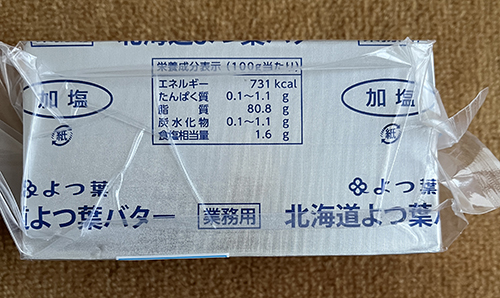 北海道よつ葉バター
栄養成分表示 (100g当たり)
エネルギー 731 kcal
たんぱく質 0.1～1.1 g
脂質 80.8 g
炭水化物 0.1～1.1 g
食塩相当量 1.6 g
加塩
加塩
紙
紙
よつ葉
よつ葉
道よつ葉バター 業務用 北海道よつ葉バ